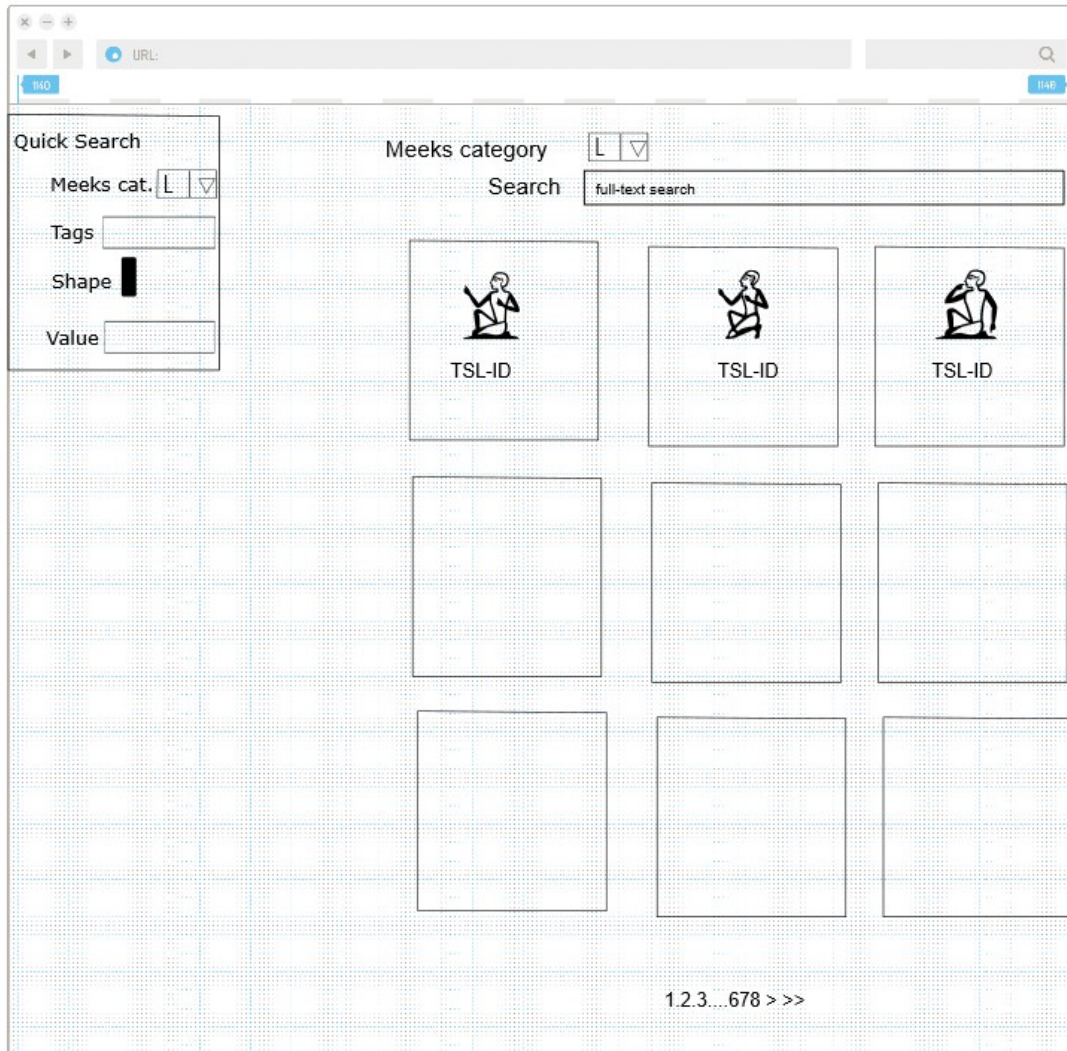 URL:
1140
1148
Quick Search
Meeks cat. L
Tags
Shape
Value
Meeks category L
Search full-text search
TSL-ID TSL-ID TSL-ID
1.2.3....678 > >>